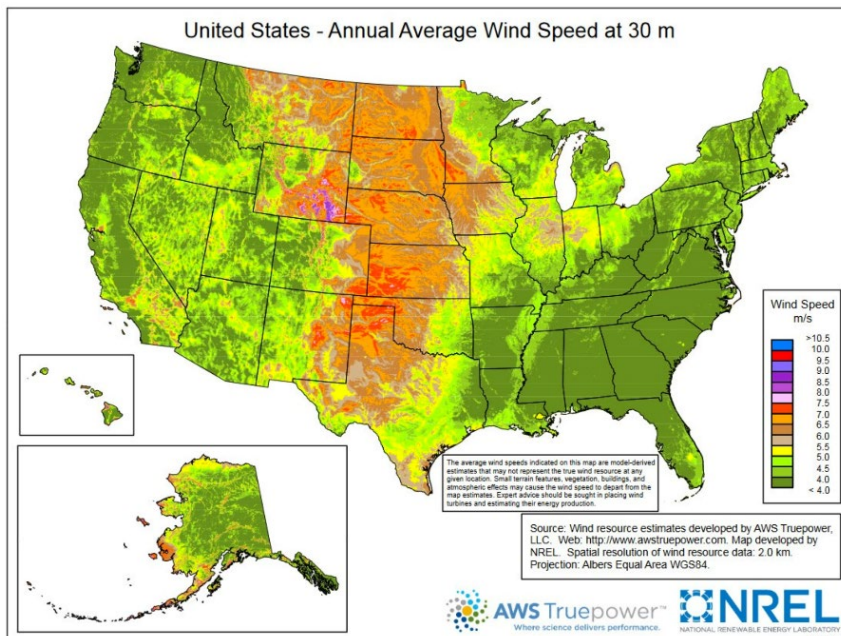 United States - Annual Average Wind Speed at 30 m
Wind Speed
m/s
>10.5
10.0
9.5
9.0
8.5
8.0
7.5
7.0
6.5
6.0
5.5
5.0
4.5
4.0
< 4.0
The average wind speeds indicated on this map are model-derived
estimates that may not represent the true wind resource at any
given location. Small terrain features, vegetation, buildings, and
atmospheric effects may cause the wind speed to depart from the
map estimates. Expert advice should be sought in placing wind
turbines and estimating their energy production.
Source: Wind resource estimates developed by AWS Truepower,
LLC. Web: http://www.awstruepower.com. Map developed by
NREL. Spatial resolution of wind resource data: 2.0 km.
Projection: Albers Equal Area WGS84.
AWS Truepower™
Where science delivers performance.
NREL
NATIONAL RENEWABLE ENERGY LABORATORY